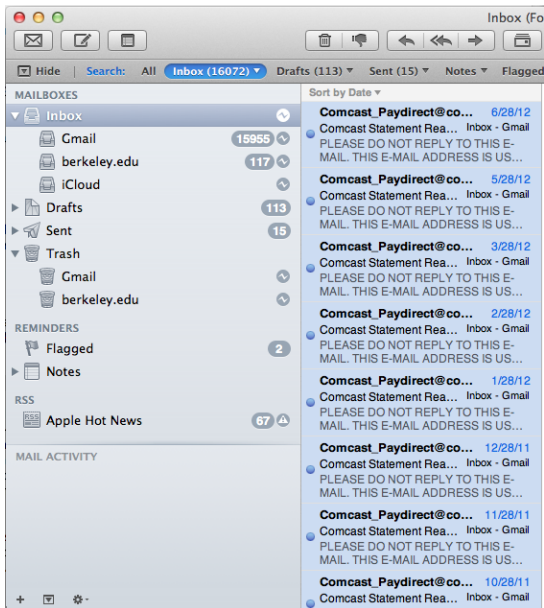 Inbox (Fo
Hide Search: All Inbox (16072) Drafts (113) Sent (15) Notes Flagged
MAILBOXES
Inbox
Gmail 15955
berkeley.edu 117
iCloud
Drafts 113
Sent 15
Trash
Gmail
berkeley.edu
REMINDERS
Flagged 2
Notes
RSS
RSS Apple Hot News 67
MAIL ACTIVITY
Sort by Date
Comcast_Paydirect@co... 6/28/12
Comcast Statement Rea... Inbox - Gmail
PLEASE DO NOT REPLY TO THIS E-
MAIL. THIS E-MAIL ADDRESS IS US...
Comcast_Paydirect@co... 5/28/12
Comcast Statement Rea... Inbox - Gmail
PLEASE DO NOT REPLY TO THIS E-
MAIL. THIS E-MAIL ADDRESS IS US...
Comcast_Paydirect@co... 3/28/12
Comcast Statement Rea... Inbox - Gmail
PLEASE DO NOT REPLY TO THIS E-
MAIL. THIS E-MAIL ADDRESS IS US...
Comcast_Paydirect@co... 2/28/12
Comcast Statement Rea... Inbox - Gmail
PLEASE DO NOT REPLY TO THIS E-
MAIL. THIS E-MAIL ADDRESS IS US...
Comcast_Paydirect@co... 1/28/12
Comcast Statement Rea... Inbox - Gmail
PLEASE DO NOT REPLY TO THIS E-
MAIL. THIS E-MAIL ADDRESS IS US...
Comcast_Paydirect@co... 12/28/11
Comcast Statement Rea... Inbox - Gmail
PLEASE DO NOT REPLY TO THIS E-
MAIL. THIS E-MAIL ADDRESS IS US...
Comcast_Paydirect@co... 11/28/11
Comcast Statement Rea... Inbox - Gmail
PLEASE DO NOT REPLY TO THIS E-
MAIL. THIS E-MAIL ADDRESS IS US...
Comcast_Paydirect@co... 10/28/11
Comcast Statement Rea... Inbox - Gmail